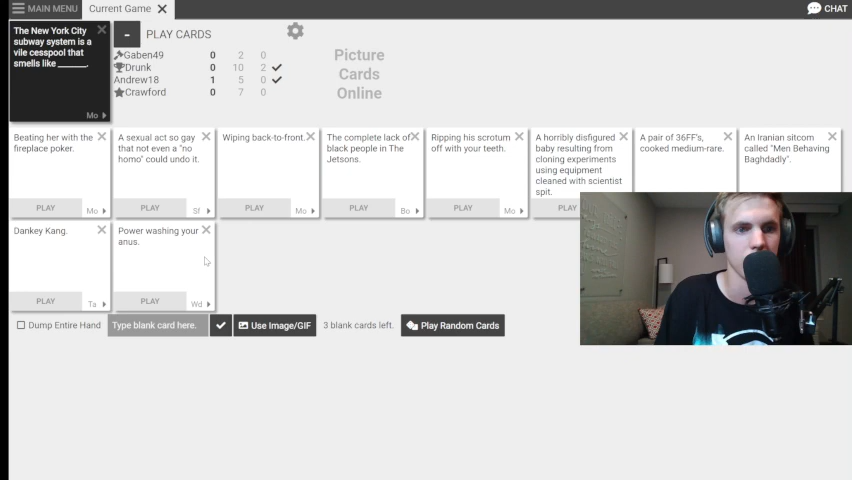 MAIN MENU
Current Game
CHAT
The New York City
subway system is a
vile cesspool that
smells like ______.
Mo
-
PLAY CARDS
Gaben49 0 2 0
Drunk 0 10 2
Andrew18 1 5 0
Crawford 0 7 0
Picture
Cards
Online
Beating her with the
fireplace poker.
PLAY
Mo
A sexual act so gay
that not even a "no
homo" could undo it.
PLAY
Sf
Wiping back-to-front.
PLAY
Mo
The complete lack of
black people in The
Jetsons.
PLAY
Bo
Ripping his scrotum
off with your teeth.
PLAY
Mo
A horribly disfigured
baby resulting from
cloning experiments
using equipment
cleaned with scientist
spit.
PLAY
A pair of 36FF's,
cooked medium-rare.
An Iranian sitcom
called "Men Behaving
Baghdadly".
Dankey Kang.
PLAY
Ta
Power washing your
anus.
PLAY
Wd
Dump Entire Hand
Type blank card here.
Use Image/GIF
3 blank cards left.
Play Random Cards